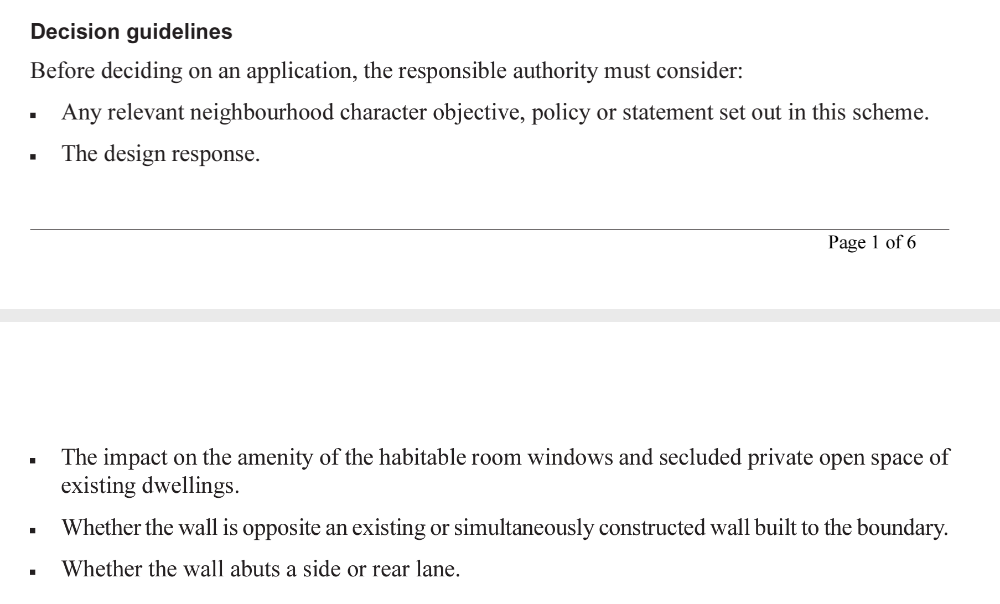 Decision guidelines
Before deciding on an application, the responsible authority must consider:
▪ Any relevant neighbourhood character objective, policy or statement set out in this scheme.
▪ The design response.
Page 1 of 6
▪ The impact on the amenity of the habitable room windows and secluded private open space of
existing dwellings.
▪ Whether the wall is opposite an existing or simultaneously constructed wall built to the boundary.
▪ Whether the wall abuts a side or rear lane.